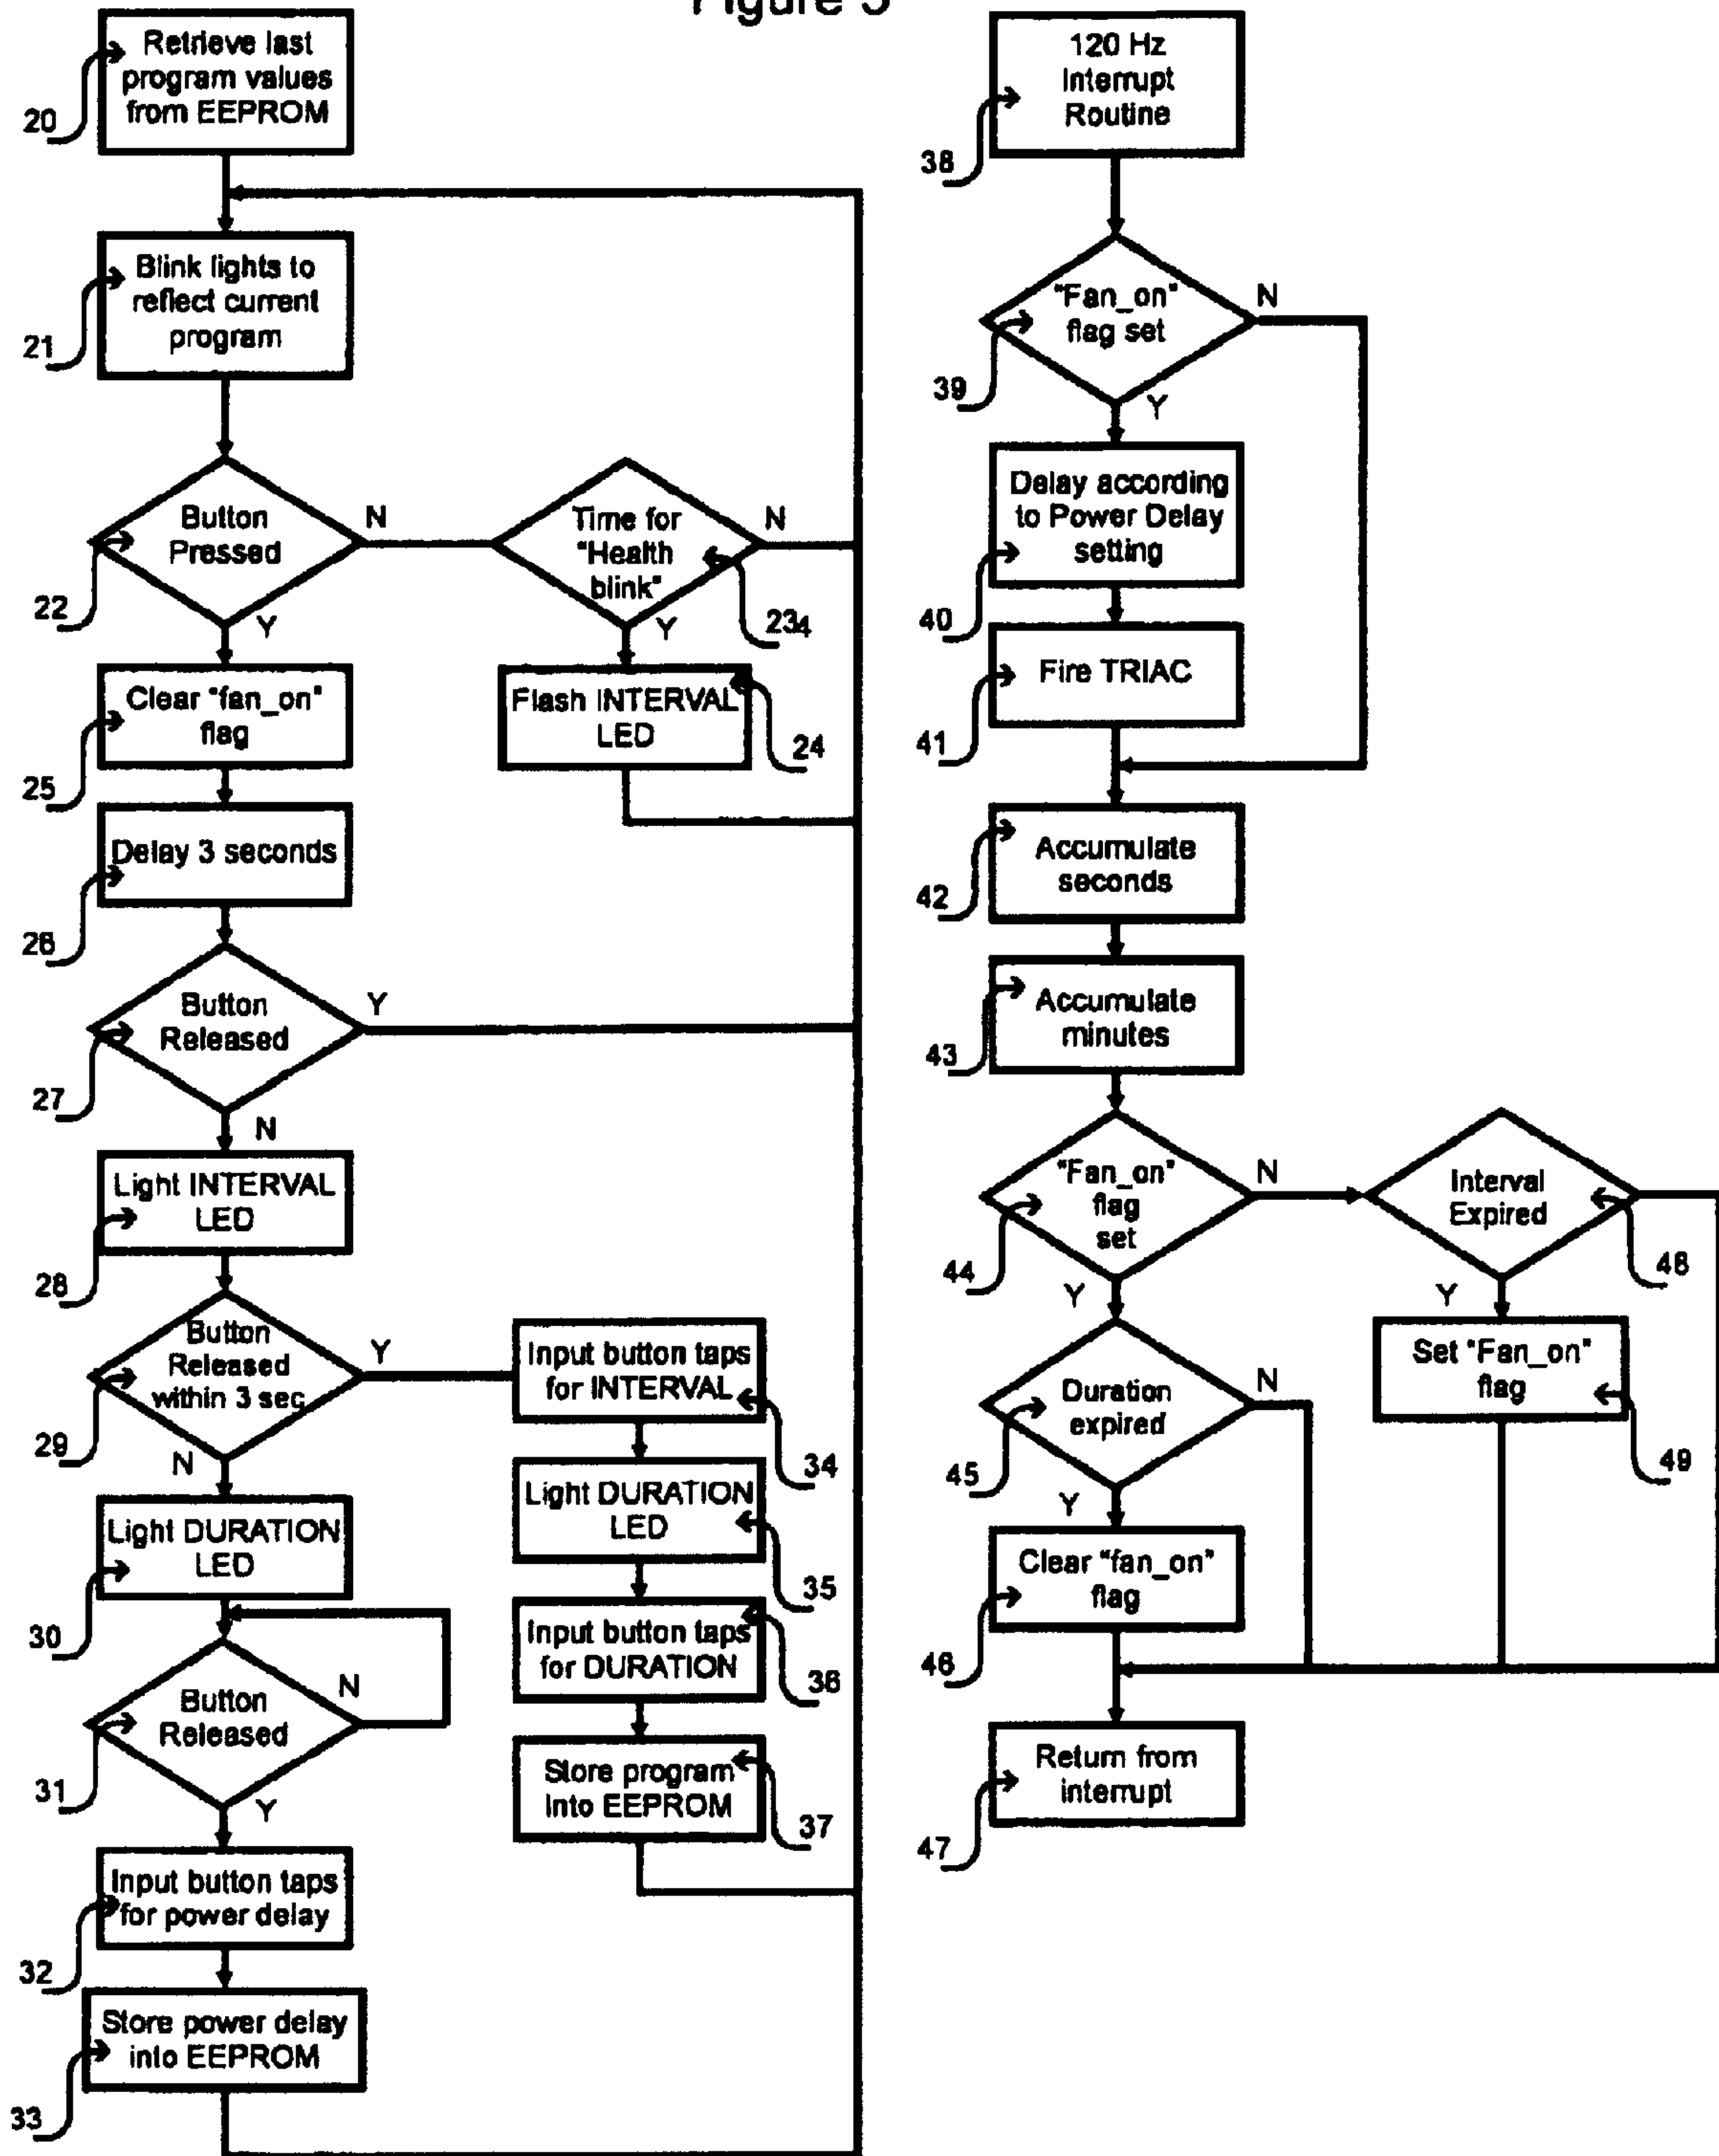 Figure 3
Retrieve last
program values
from EEPROM
20
Blink lights to
reflect current
program
21
Button
Pressed
N
Y
22
Time for
"Health
blink"
N
Y
234
Flash INTERVAL
LED
24
Clear "fan_on"
flag
25
Delay 3 seconds
26
Button
Released
Y
N
27
Light INTERVAL
LED
28
Button
Released
within 3 sec
Y
N
29
Light DURATION
LED
30
Button
Released
N
Y
31
Input button taps
for power delay
32
Store power delay
into EEPROM
33
Input button taps
for INTERVAL
34
Light DURATION
LED
35
Input button taps
for DURATION
36
Store program
into EEPROM
37
120 Hz
Interrupt
Routine
38
"Fan_on"
flag set
N
Y
39
Delay according
to Power Delay
setting
40
Fire TRIAC
41
Accumulate
seconds
42
Accumulate
minutes
43
"Fan_on"
flag
set
N
Y
44
Duration
expired
N
Y
45
Clear "fan_on"
flag
46
Return from
interrupt
47
Interval
Expired
Y
48
Set "Fan_on"
flag
49